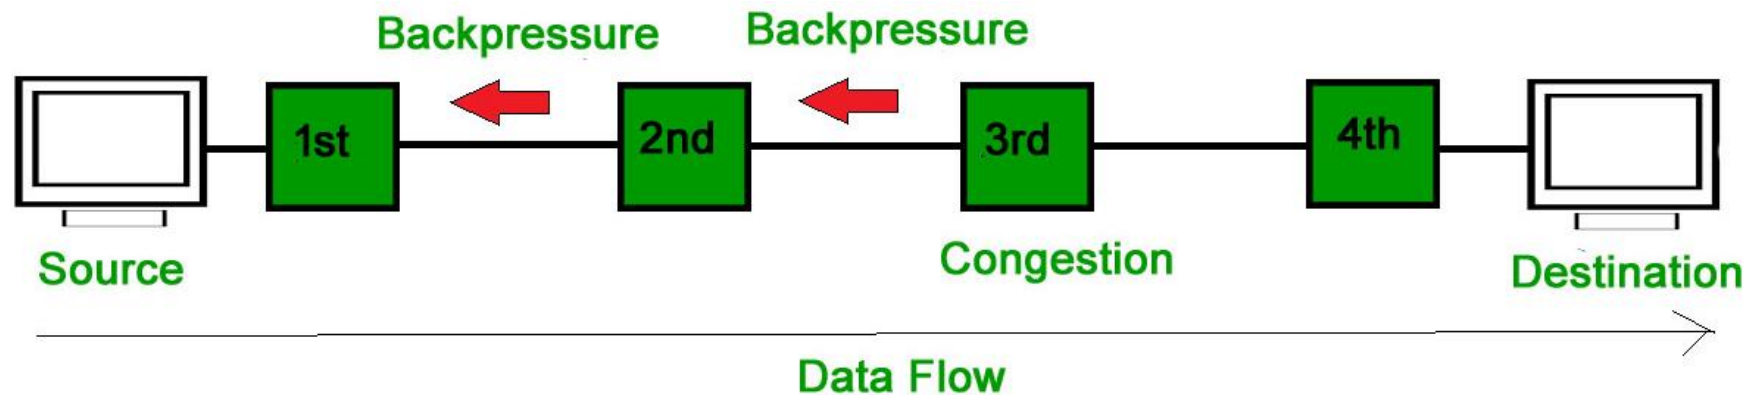 Backpressure
Backpressure
1st
2nd
3rd
4th
Source
Congestion
Destination
Data Flow